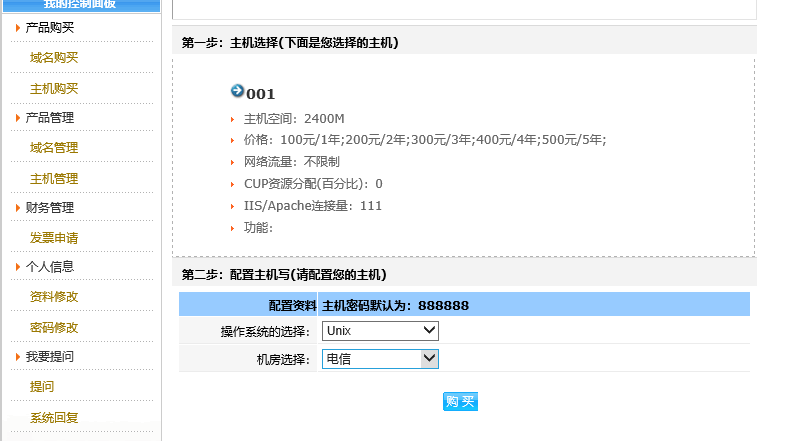 我的控制面板
产品购买
域名购买
主机购买
产品管理
域名管理
主机管理
财务管理
发票申请
个人信息
资料修改
密码修改
我要提问
提问
系统回复
第一步：主机选择(下面是您选择的主机)
001
主机空间：2400M
价格：100元/1年;200元/2年;300元/3年;400元/4年;500元/5年;
网络流量：不限制
CUP资源分配(百分比)：0
IIS/Apache连接量：111
功能：
第二步：配置主机写(请配置您的主机)
配置资料 主机密码默认为：888888
操作系统的选择： Unix
机房选择： 电信
购 买